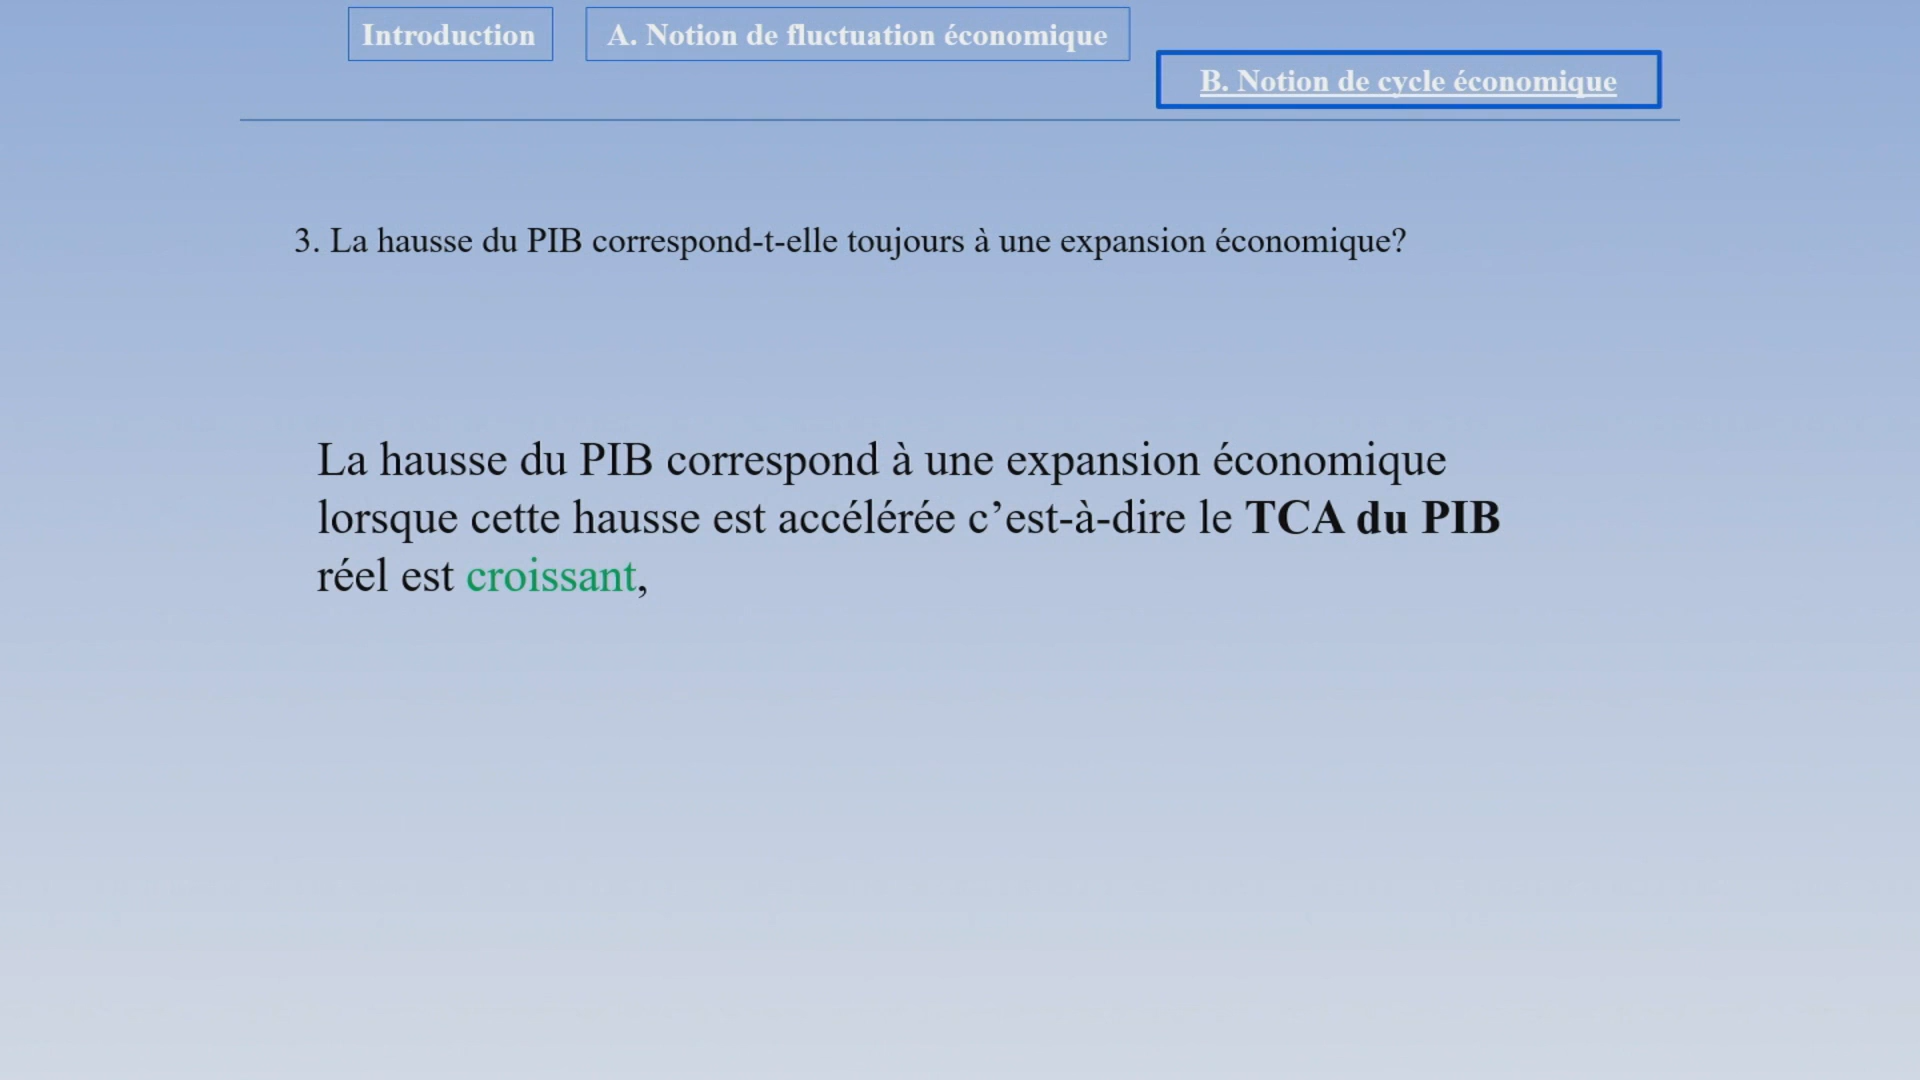 Introduction
A. Notion de fluctuation économique
B. Notion de cycle économique
3. La hausse du PIB correspond-t-elle toujours à une expansion économique?
La hausse du PIB correspond à une expansion économique
lorsque cette hausse est accélérée c’est-à-dire le TCA du PIB
réel est croissant,